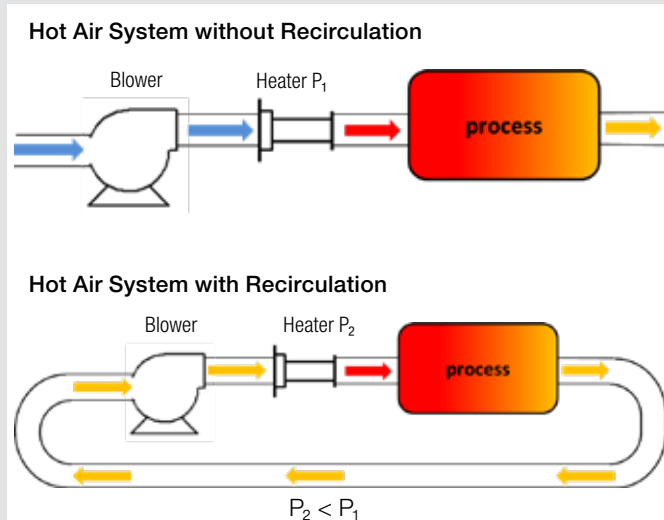 Hot Air System without Recirculation
Blower
Heater P₁
process
Hot Air System with Recirculation
Blower
Heater P₂
process
P₂ < P₁